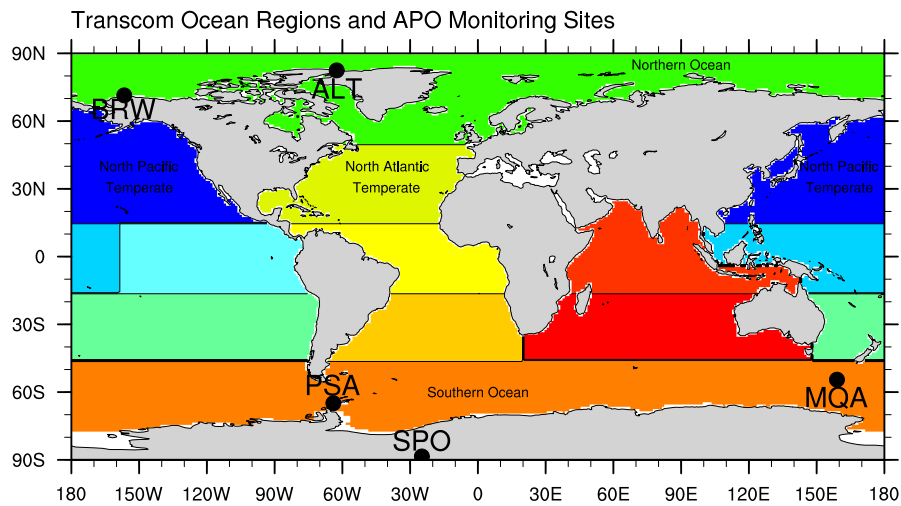 Transcom Ocean Regions and APO Monitoring Sites
90N
Northern Ocean
ALT
BRW
60N
North Pacific
Temperate
North Atlantic
Temperate
North Pacific
Temperate
30N
0
30S
60S
PSA
Southern Ocean
MQA
SPO
90S
180 150W 120W 90W 60W 30W 0 30E 60E 90E 120E 150E 180